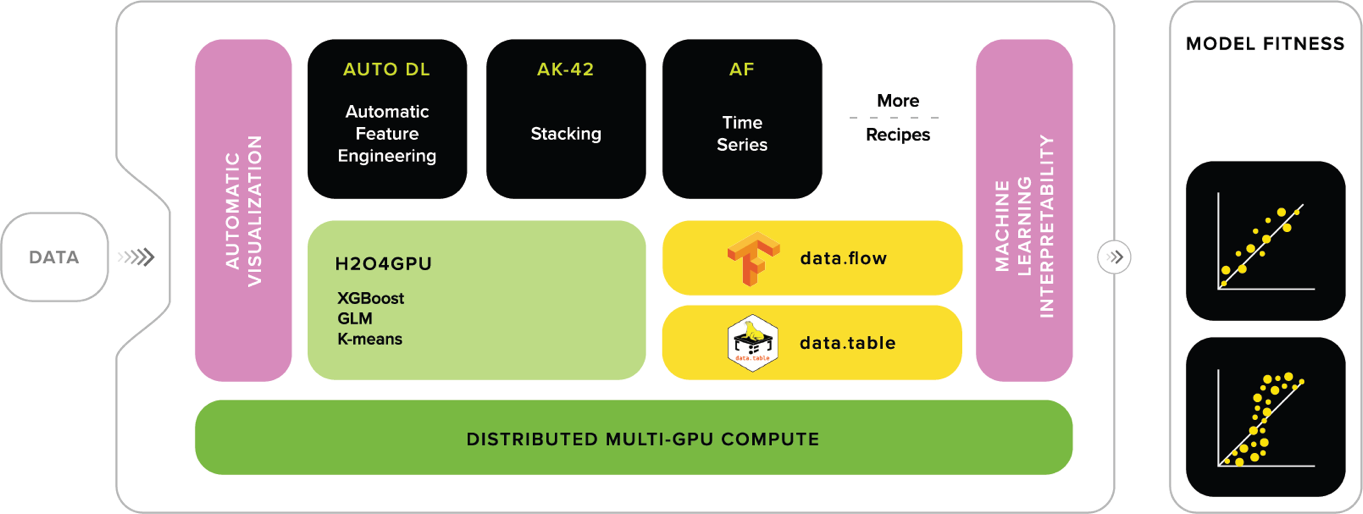 DATA
AUTOMATIC
VISUALIZATION
AUTO DL
Automatic
Feature
Engineering
AK-42
Stacking
AF
Time
Series
More
Recipes
H2O4GPU
XGBoost
GLM
K-means
data.flow
data.table
data.table
MACHINE
LEARNING
INTERPRETABILITY
DISTRIBUTED MULTI-GPU COMPUTE
MODEL FITNESS